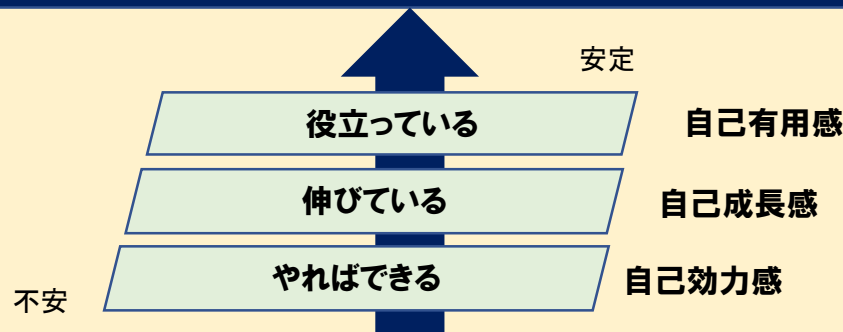 安定
役立っている 自己有用感
伸びている 自己成長感
やればできる 自己効力感
不安